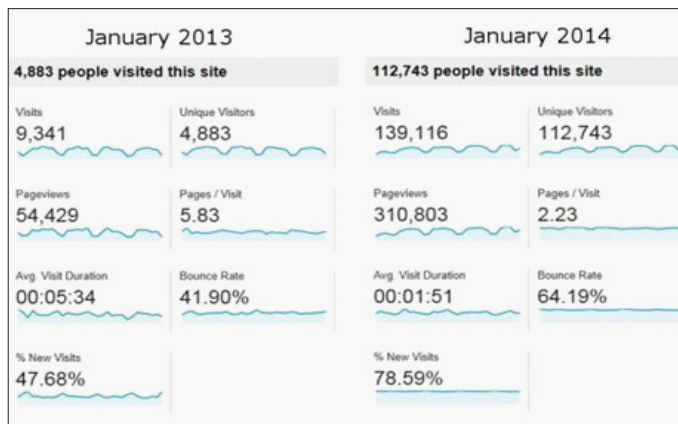 January 2013
4,883 people visited this site
Visits
9,341
Unique Visitors
4,883
Pageviews
54,429
Pages / Visit
5.83
Avg. Visit Duration
00:05:34
Bounce Rate
41.90%
% New Visits
47.68%
January 2014
112,743 people visited this site
Visits
139,116
Unique Visitors
112,743
Pageviews
310,803
Pages / Visit
2.23
Avg. Visit Duration
00:01:51
Bounce Rate
64.19%
% New Visits
78.59%